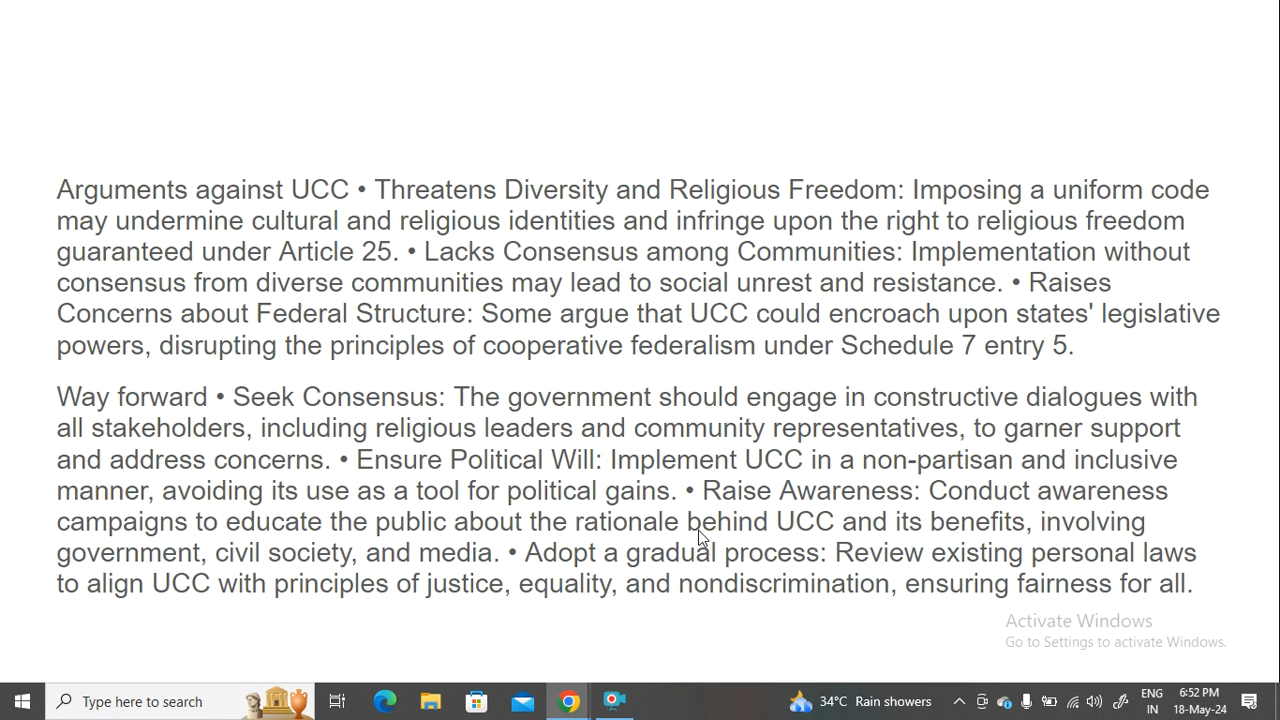 Arguments against UCC • Threatens Diversity and Religious Freedom: Imposing a uniform code
may undermine cultural and religious identities and infringe upon the right to religious freedom
guaranteed under Article 25. • Lacks Consensus among Communities: Implementation without
consensus from diverse communities may lead to social unrest and resistance. • Raises
Concerns about Federal Structure: Some argue that UCC could encroach upon states' legislative
powers, disrupting the principles of cooperative federalism under Schedule 7 entry 5.
Way forward • Seek Consensus: The government should engage in constructive dialogues with
all stakeholders, including religious leaders and community representatives, to garner support
and address concerns. • Ensure Political Will: Implement UCC in a non-partisan and inclusive
manner, avoiding its use as a tool for political gains. • Raise Awareness: Conduct awareness
campaigns to educate the public about the rationale behind UCC and its benefits, involving
government, civil society, and media. • Adopt a gradual process: Review existing personal laws
to align UCC with principles of justice, equality, and nondiscrimination, ensuring fairness for all.
Activate Windows
Go to Settings to activate Windows.
Type here to search
34°C Rain showers
ENG
IN
6:52 PM
18-May-24